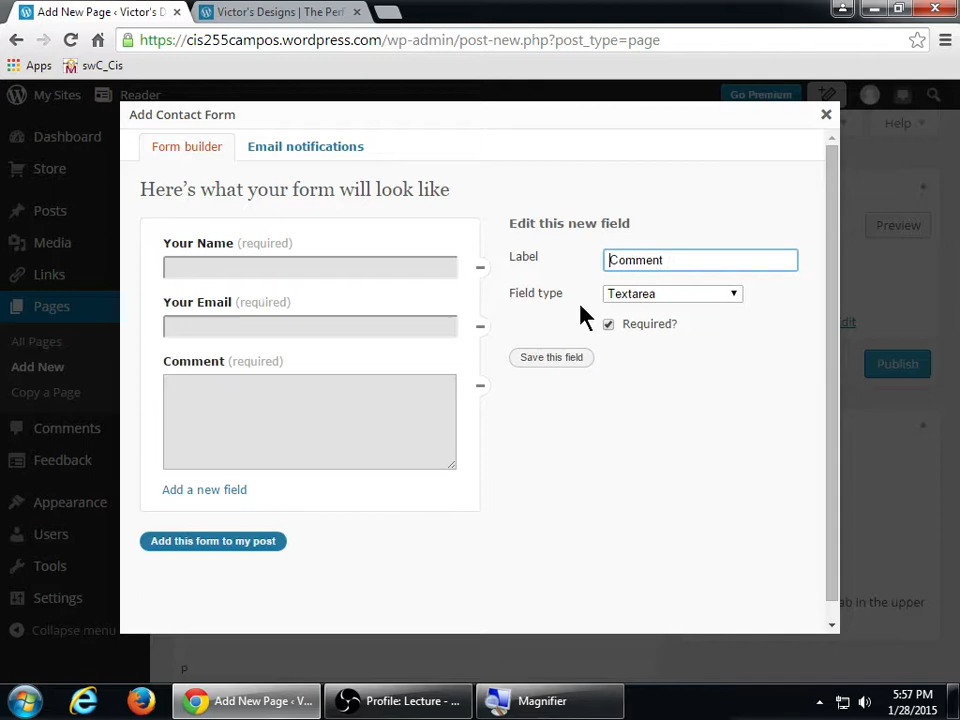 Add New Page ‹ Victor's D
Victor's Designs | The Perf
https://cis255campos.wordpress.com/wp-admin/post-new.php?post_type=page
Apps
swC_Cis
My Sites
Reader
Go Premium
Add Contact Form
Help
Dashboard
Form builder
Email notifications
Store
Here's what your form will look like
Posts
Edit this new field
Preview
Media
Your Name (required)
Label
Comment
Links
Field type
Textarea
Pages
Your Email (required)
Required?
dit
All Pages
Save this field
Publish
Add New
Comment (required)
Copy a Page
Comments
Feedback
Add a new field
Appearance
Users
Add this form to my post
Tools
Settings
ab in the upper
Collapse menu
P
Add New Page ‹ V...
Profile: Lecture - ...
Magnifier
5:57 PM
1/28/2015